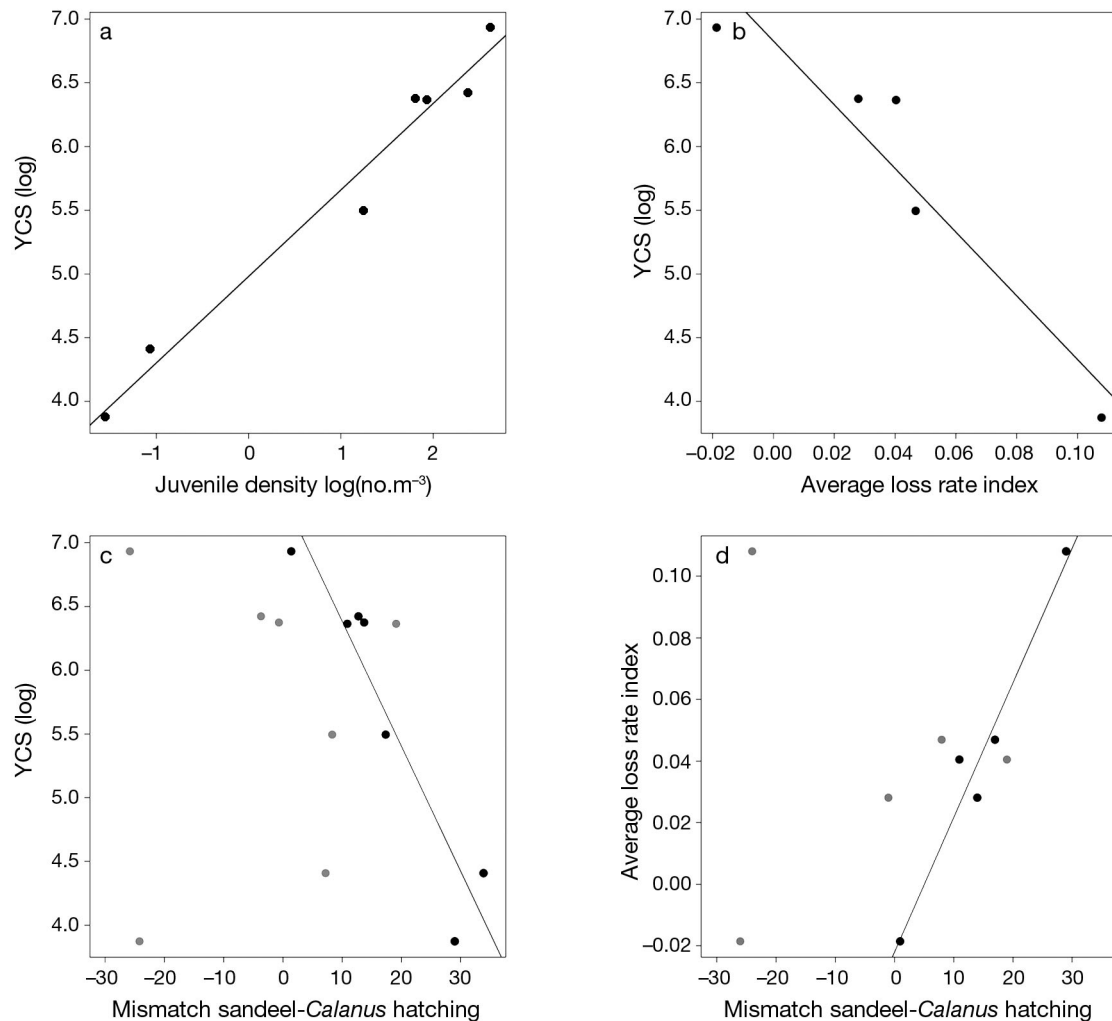 a
7.0
6.5
6.0
5.5
5.0
4.5
4.0
YCS (log)
−1 0 1 2
Juvenile density log(no.m⁻³)
b
7.0
6.5
6.0
5.5
5.0
4.5
4.0
YCS (log)
−0.02 0.00 0.02 0.04 0.06 0.08 0.10
Average loss rate index
c
7.0
6.5
6.0
5.5
5.0
4.5
4.0
YCS (log)
−30 −20 −10 0 10 20 30
Mismatch sandeel-Calanus hatching
d
0.10
0.08
0.06
0.04
0.02
0.00
−0.02
Average loss rate index
−30 −20 −10 0 10 20 30
Mismatch sandeel-Calanus hatching